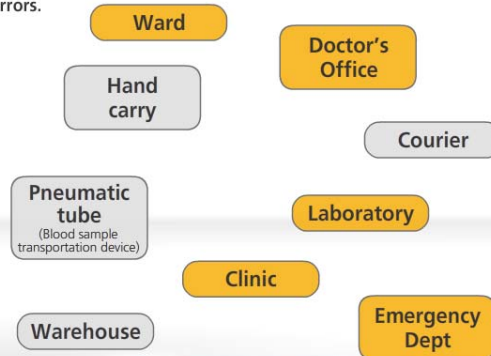 rrors.
Ward
Doctor's
Office
Hand
carry
Courier
Pneumatic
tube
(Blood sample
transportation device)
Laboratory
Clinic
Warehouse
Emergency
Dept